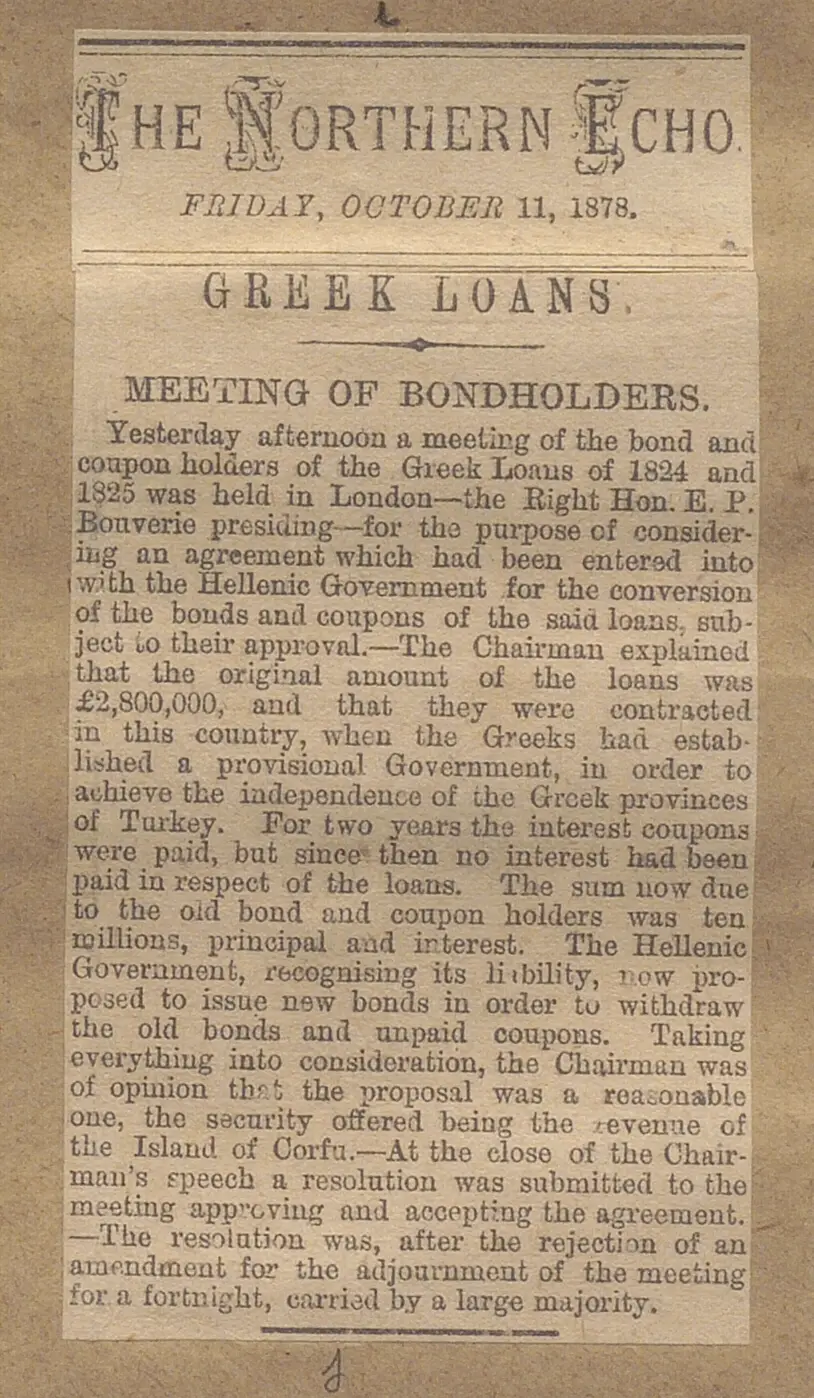 THE NORTHERN ECHO.
FRIDAY, OCTOBER 11, 1878.
GREEK LOANS.
MEETING OF BONDHOLDERS.
Yesterday afternoon a meeting of the bond and
coupon holders of the Greek Loans of 1824 and
1825 was held in London—the Right Hon. E. P.
Bouverie presiding—for the purpose of consider-
ing an agreement which had been entered into
with the Hellenic Government for the conversion
of the bonds and coupons of the said loans, sub-
ject to their approval.—The Chairman explained
that the original amount of the loans was
£2,800,000, and that they were contracted
in this country, when the Greeks had estab-
lished a provisional Government, in order to
achieve the independence of the Greek provinces
of Turkey. For two years the interest coupons
were paid, but since then no interest had been
paid in respect of the loans. The sum now due
to the old bond and coupon holders was ten
millions, principal and interest. The Hellenic
Government, recognising its liability, now pro-
posed to issue new bonds in order to withdraw
the old bonds and unpaid coupons. Taking
everything into consideration, the Chairman was
of opinion that the proposal was a reasonable
one, the security offered being the revenue of
the Island of Corfu.—At the close of the Chair-
man's speech a resolution was submitted to the
meeting approving and accepting the agreement.
—The resolution was, after the rejection of an
amendment for the adjournment of the meeting
for a fortnight, carried by a large majority.